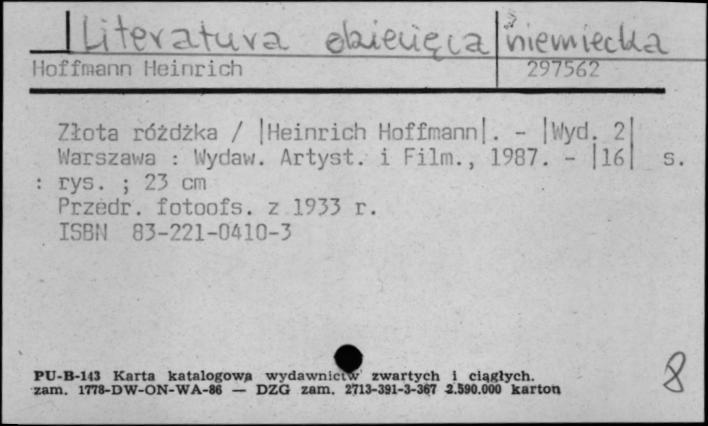 Literatura dziecięca niemiecka
Hoffmann Heinrich 297562
Złota różdżka / |Heinrich Hoffmann|. - |Wyd. 2|
Warszawa : Wydaw. Artyst. i Film., 1987. - |16| s.
: rys. ; 23 cm
Przedr. fotoofs. z 1933 r.
ISBN 83-221-0410-3
PU-B-143 Karta katalogowa wydawnictw zwartych i ciągłych.
zam. 1778-DW-ON-WA-86 — DZG zam. 2713-391-3-367 2.590.000 karton
8